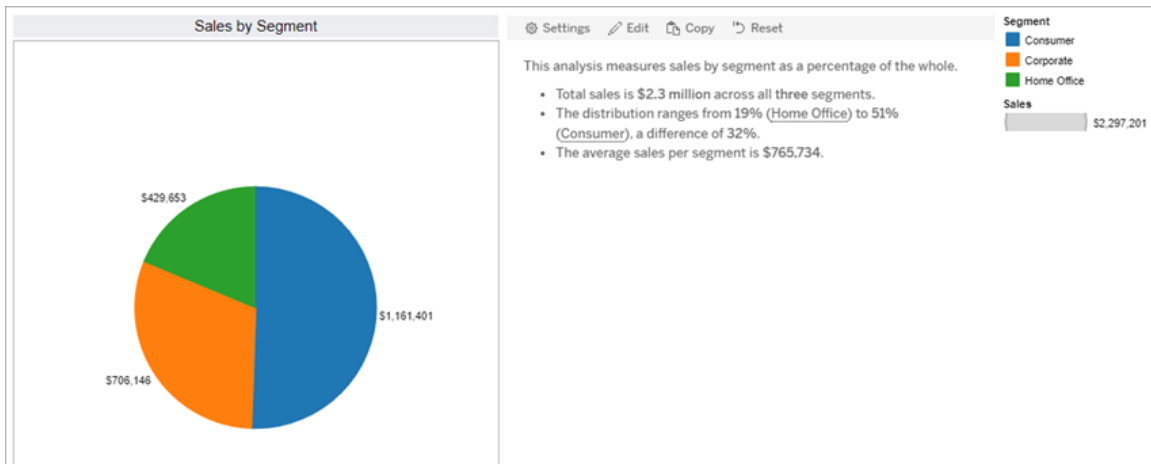 Sales by Segment
$429,653
$1,161,401
$706,146
Settings Edit Copy Reset
This analysis measures sales by segment as a percentage of the whole.
• Total sales is $2.3 million across all three segments.
• The distribution ranges from 19% (Home Office) to 51%
(Consumer), a difference of 32%.
• The average sales per segment is $765,734.
Segment
Consumer
Corporate
Home Office
Sales
$2,297,201